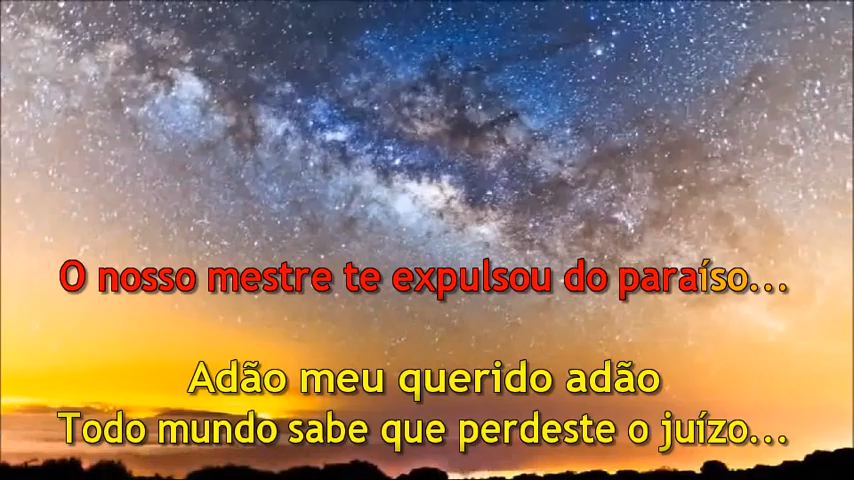 O nosso mestre te expulsou do paraíso...
Adão meu querido adão
Todo mundo sabe que perdeste o juízo...